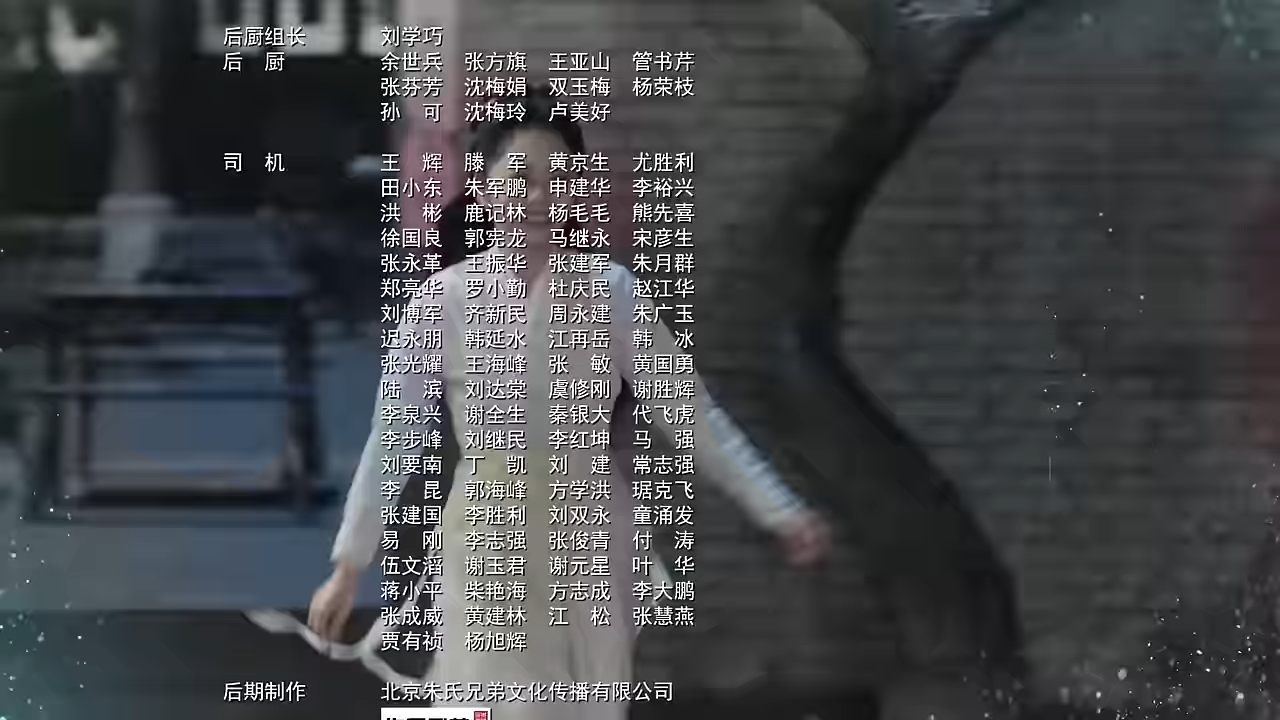 后厨组长 刘学巧
后 厨 余世兵 张方旗 王亚山 管书芹
张芬芳 沈梅娟 双玉梅 杨荣枝
孙 可 沈梅玲 卢美好
司 机 王 辉 滕 军 黄京生 尤胜利
田小东 朱军鹏 申建华 李裕兴
洪 彬 鹿记林 杨毛毛 熊先喜
徐国良 郭宪龙 马继永 宋彦生
张永革 王振华 张建军 朱月群
郑亮华 罗小勤 杜庆民 赵江华
刘博军 齐新民 周永建 朱广玉
迟永朋 韩延水 江再岳 韩 冰
张光耀 王海峰 张 敏 黄国勇
陆 滨 刘达棠 虞修刚 谢胜辉
李泉兴 谢全生 秦银大 代飞虎
李步峰 刘继民 李红坤 马 强
刘要南 丁 凯 刘 建 常志强
李 昆 郭海峰 方学洪 琚克飞
张建国 李胜利 刘双永 童涌发
易 刚 李志强 张俊青 付 涛
伍文滔 谢玉君 谢元星 叶 华
蒋小平 柴艳海 方志成 李大鹏
张成威 黄建林 江 松 张慧燕
贾有祯 杨旭辉
后期制作 北京朱氏兄弟文化传播有限公司